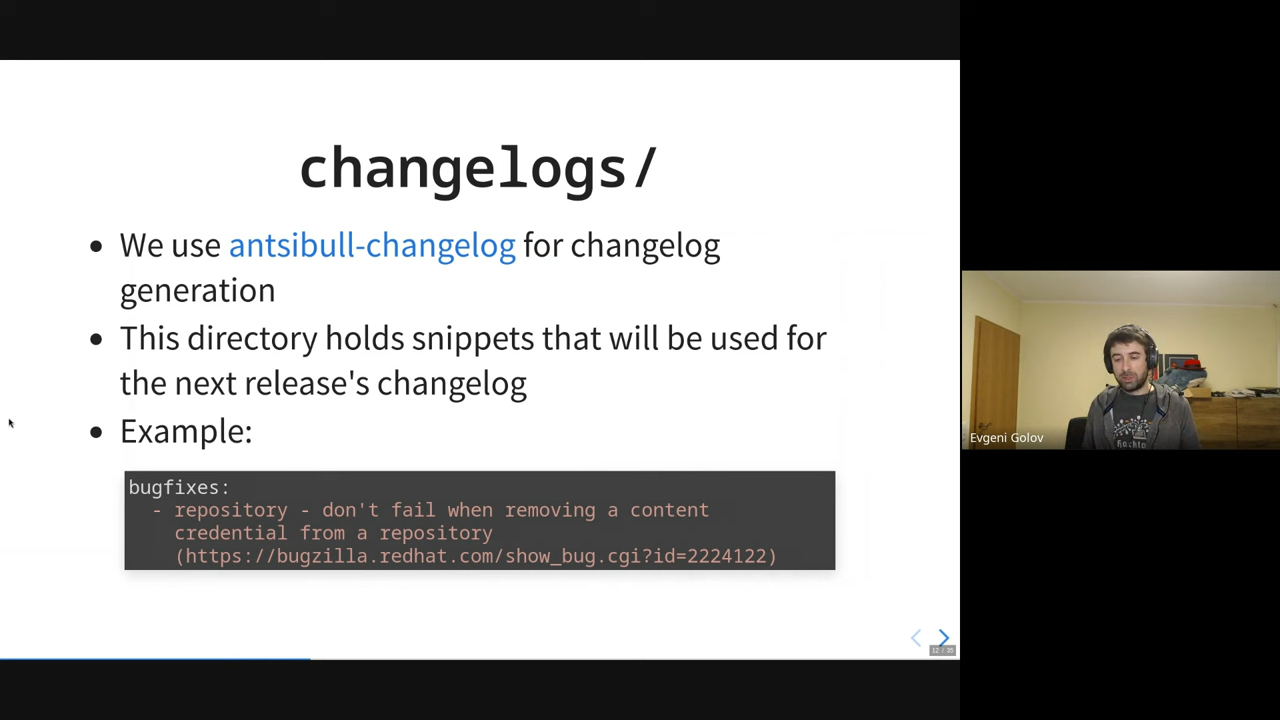 changelogs/
• We use antsibull-changelog for changelog
generation
• This directory holds snippets that will be used for
the next release's changelog
• Example:
bugfixes:
- repository - don't fail when removing a content
credential from a repository
(https://bugzilla.redhat.com/show_bug.cgi?id=2224122)
12 / 35
Evgeni Golov